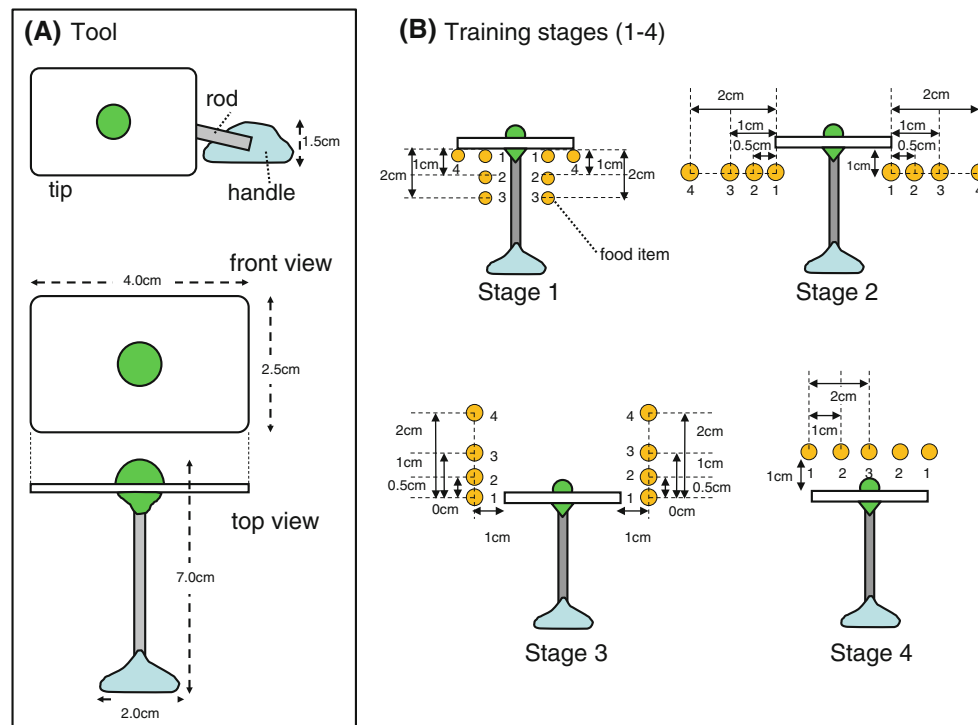 (A) Tool
rod
1.5cm
tip
handle
front view
4.0cm
2.5cm
top view
7.0cm
2.0cm
(B) Training stages (1-4)
1cm
2cm
4 1 1 4
2 2
3 3
1cm
2cm
food item
Stage 1
2cm
1cm
0.5cm
2cm
1cm
0.5cm
1cm
4 3 2 1 1 2 3 4
Stage 2
4
3
2
1
2cm
1cm
0.5cm
0cm
1cm
4
3
2
1
2cm
1cm
0.5cm
0cm
1cm
Stage 3
2cm
1cm
1 2 3 2 1
1cm
Stage 4